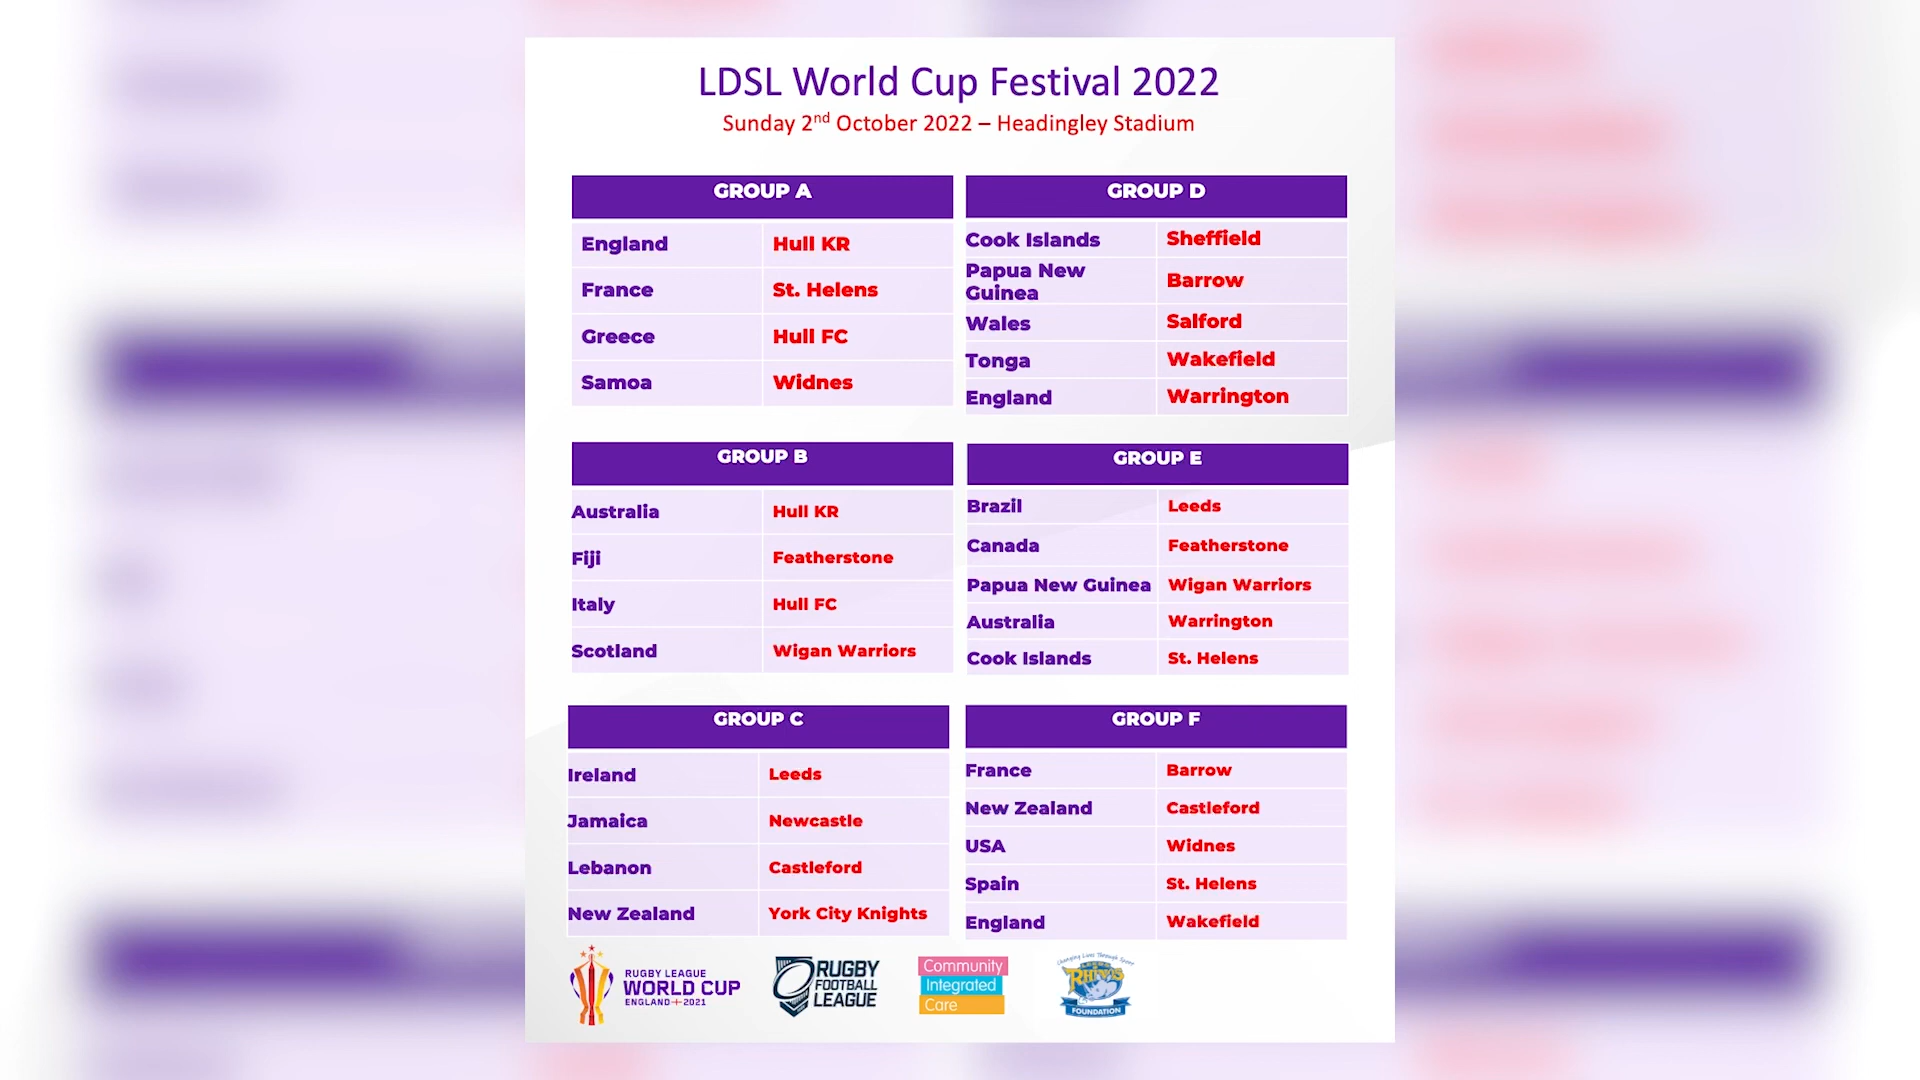 LDSL World Cup Festival 2022
Sunday 2nd October 2022 – Headingley Stadium
GROUP A
England Hull KR
France St. Helens
Greece Hull FC
Samoa Widnes
GROUP D
Cook Islands Sheffield
Papua New
Guinea Barrow
Wales Salford
Tonga Wakefield
England Warrington
GROUP B
Australia Hull KR
Fiji Featherstone
Italy Hull FC
Scotland Wigan Warriors
GROUP E
Brazil Leeds
Canada Featherstone
Papua New Guinea Wigan Warriors
Australia Warrington
Cook Islands St. Helens
GROUP C
Ireland Leeds
Jamaica Newcastle
Lebanon Castleford
New Zealand York City Knights
GROUP F
France Barrow
New Zealand Castleford
USA Widnes
Spain St. Helens
England Wakefield
RUGBY LEAGUE
WORLD CUP
ENGLAND 2021
RUGBY
FOOTBALL
LEAGUE
Community
Integrated
Care
Changing Lives Through Sport
RHINOS
FOUNDATION